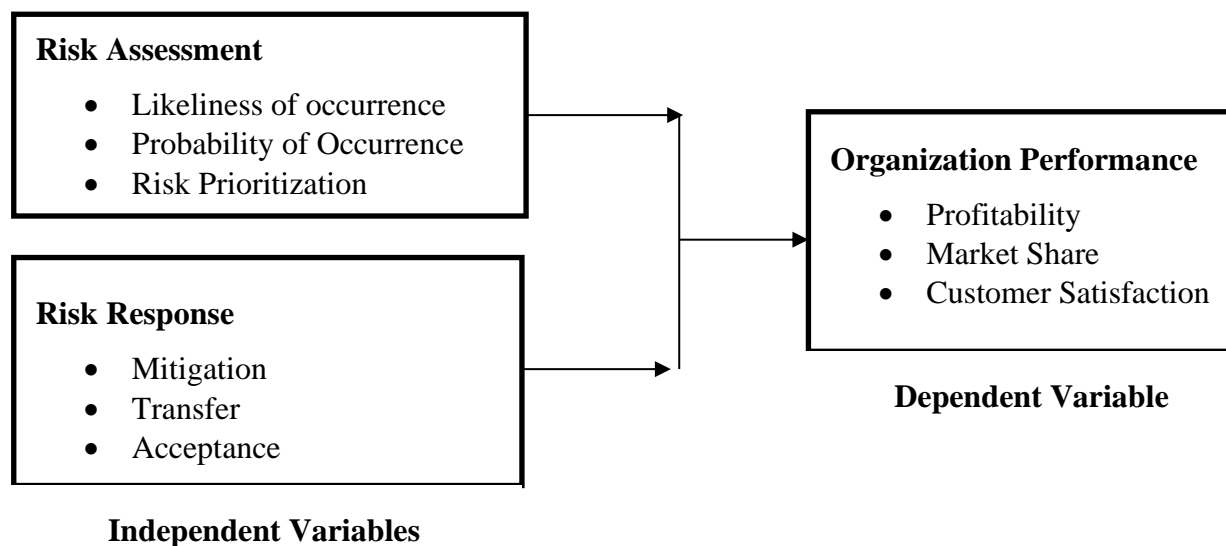 Risk Assessment
• Likeliness of occurrence
• Probability of Occurrence
• Risk Prioritization
Risk Response
• Mitigation
• Transfer
• Acceptance
Independent Variables
Organization Performance
• Profitability
• Market Share
• Customer Satisfaction
Dependent Variable